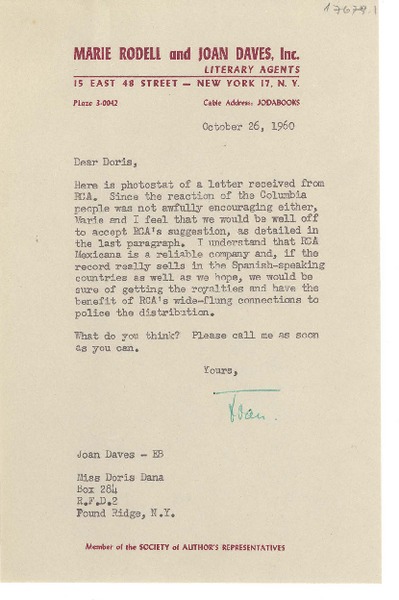 17678.1
MARIE RODELL and JOAN DAVES, Inc.
LITERARY AGENTS
15 EAST 48 STREET — NEW YORK 17, N. Y.
Plaza 3-0042 Cable Address: JODABOOKS
October 26, 1960
Dear Doris,
Here is photostat of a letter received from
RCA. Since the reaction of the Columbia
people was not awfully encouraging either,
Marie and I feel that we would be well off
to accept RCA's suggestion, as detailed in
the last paragraph. I understand that RCA
Mexicana is a reliable company and, if the
record really sells in the Spanish-speaking
countries as well as we hope, we would be
sure of getting the royalties and have the
benefit of RCA's wide-flung connections to
police the distribution.
What do you think? Please call me as soon
as you can.
Yours,
Joan.
Joan Daves - EB
Miss Doris Dana
Box 284
R.F.D.2
Pound Ridge, N.Y.
Member of the SOCIETY of AUTHOR'S REPRESENTATIVES